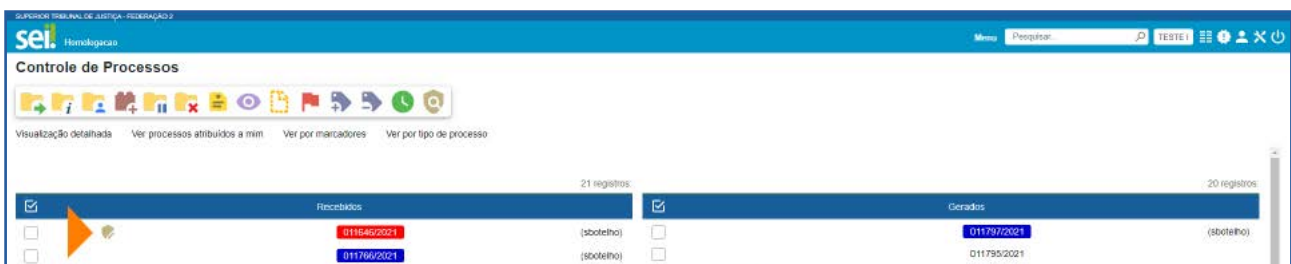 SUPERIOR TRIBUNAL DE JUSTIÇA - FEDERAÇÃO 2
sei. Homologacao Menu Pesquisar... TESTE I
Controle de Processos
Visualização detalhada Ver processos atribuídos a mim Ver por marcadores Ver por tipo de processo
21 registros: 20 registros:
Recebidos Gerados
011646/2021 (sbotelho) 011797/2021 (sbotelho)
011766/2021 (sbotelho) 011795/2021